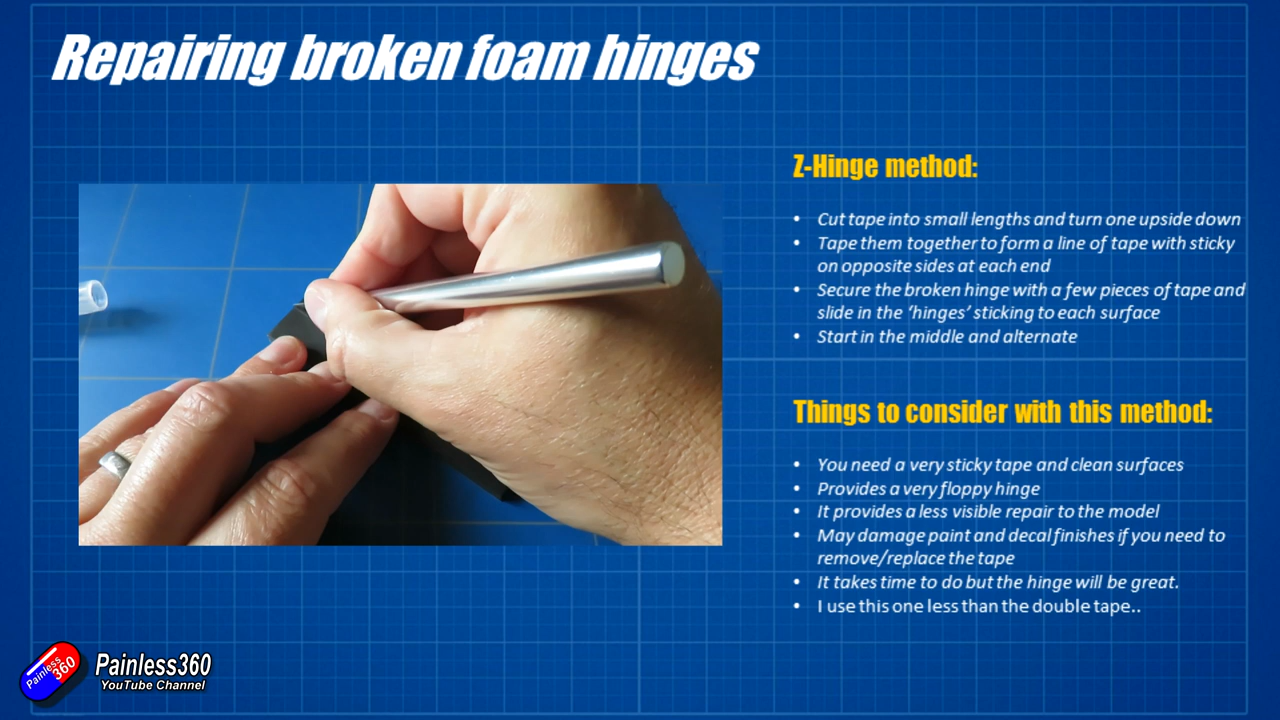 Repairing broken foam hinges
Z-Hinge method:
• Cut tape into small lengths and turn one upside down
• Tape them together to form a line of tape with sticky
on opposite sides at each end
• Secure the broken hinge with a few pieces of tape and
slide in the 'hinges' sticking to each surface
• Start in the middle and alternate
Things to consider with this method:
• You need a very sticky tape and clean surfaces
• Provides a very floppy hinge
• It provides a less visible repair to the model
• May damage paint and decal finishes if you need to
remove/replace the tape
• It takes time to do but the hinge will be great.
• I use this one less than the double tape..
Painless
360
Painless360
YouTube Channel